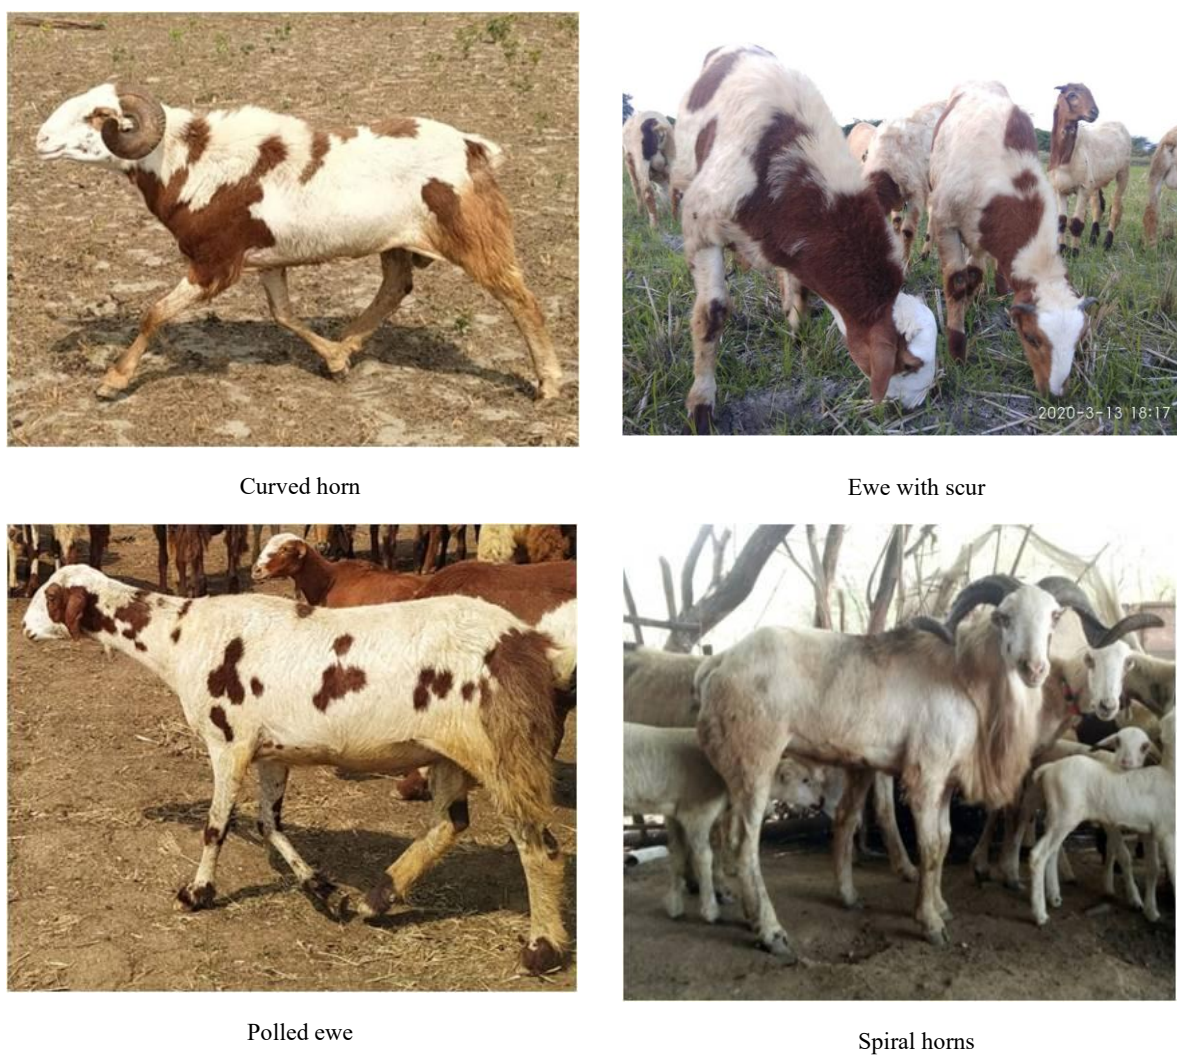 Curved horn
Ewe with scur
2020-3-13 18:17
Polled ewe
Spiral horns